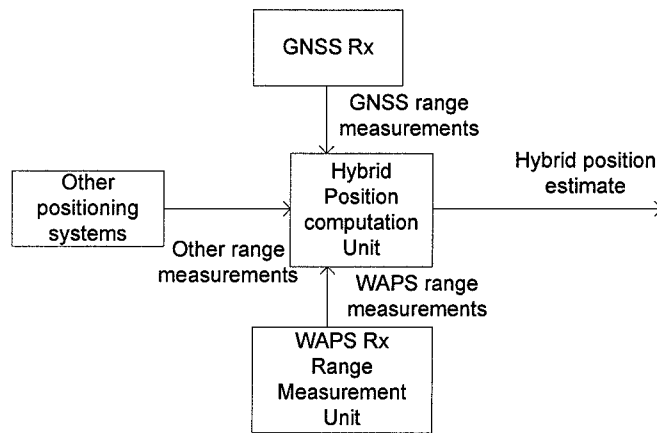 GNSS Rx
GNSS range
measurements
Hybrid position
estimate
Other
positioning
systems
Hybrid
Position
computation
Unit
Other range
measurements
WAPS range
measurements
WAPS Rx
Range
Measurement
Unit